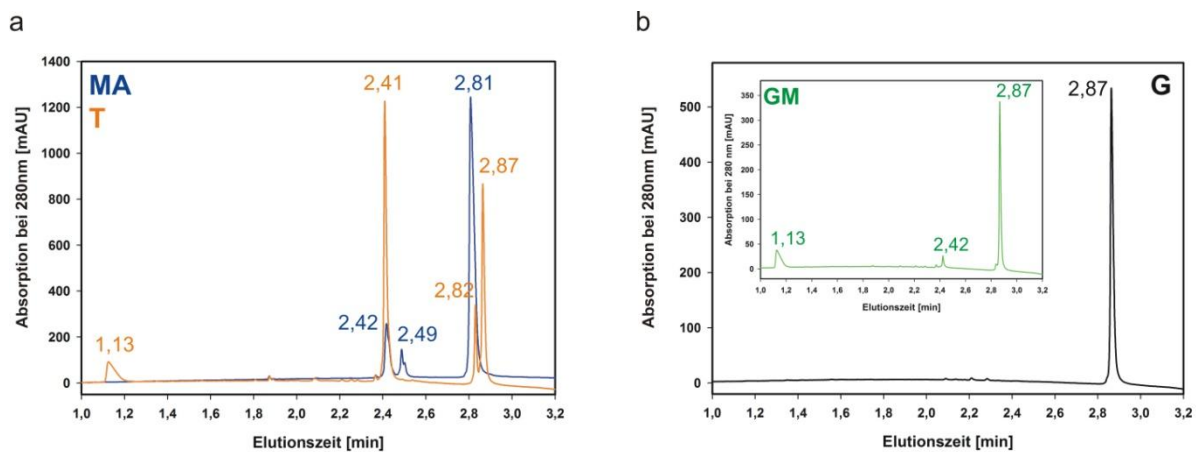 a
b
1400
1200
1000
800
600
400
200
0
Absorption bei 280nm [mAU]
MA
T
2,41
2,81
2,87
2,82
2,42
2,49
1,13
1,0 1,2 1,4 1,6 1,8 2,0 2,2 2,4 2,6 2,8 3,0 3,2
Elutionszeit [min]
500
400
300
200
100
0
Absorption bei 280nm [mAU]
G
2,87
1,0 1,2 1,4 1,6 1,8 2,0 2,2 2,4 2,6 2,8 3,0 3,2
Elutionszeit [min]
350
300
250
200
150
100
50
0
Absorption bei 280 nm [mAU]
GM
2,87
1,13
2,42
1,0 1,2 1,4 1,6 1,8 2,0 2,2 2,4 2,6 2,8 3,0 3,2
Elutionszeit [min]